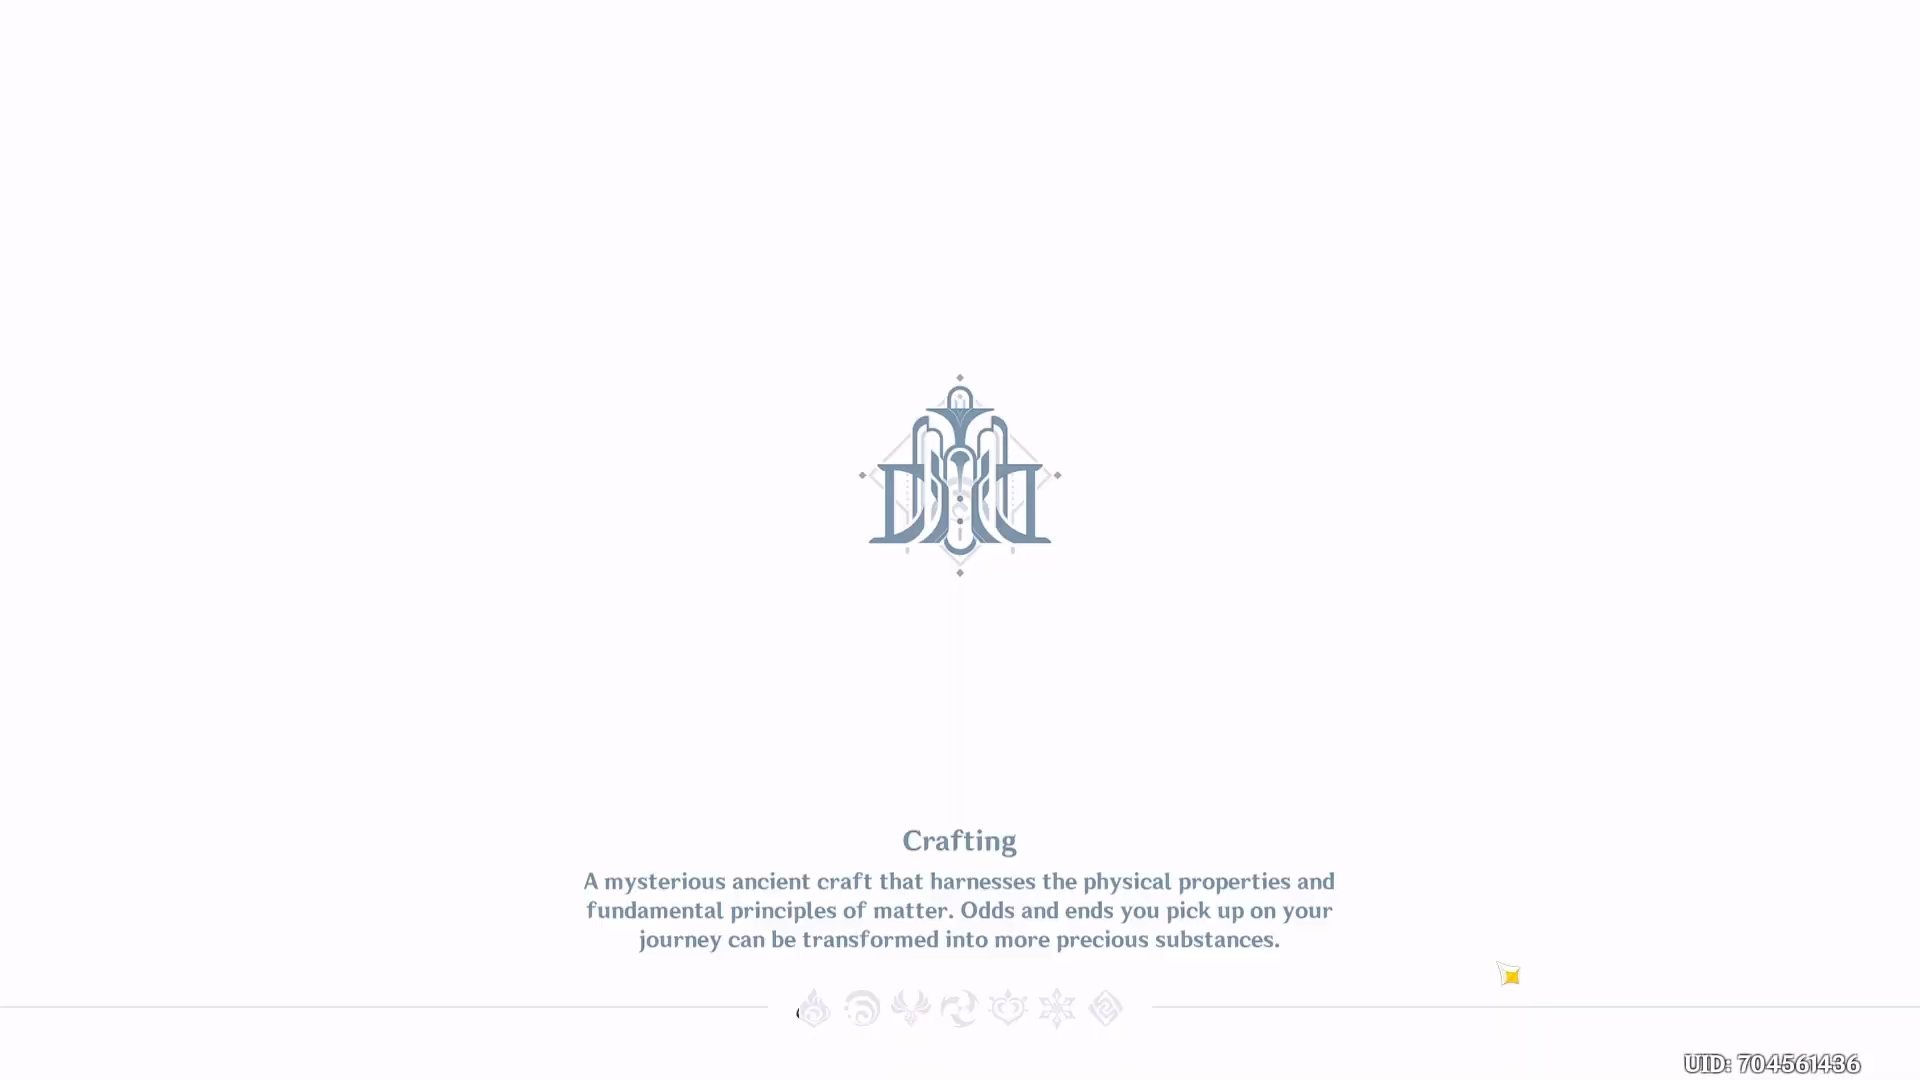 Crafting
A mysterious ancient craft that harnesses the physical properties and
fundamental principles of matter. Odds and ends you pick up on your
journey can be transformed into more precious substances.
UID: 704561436